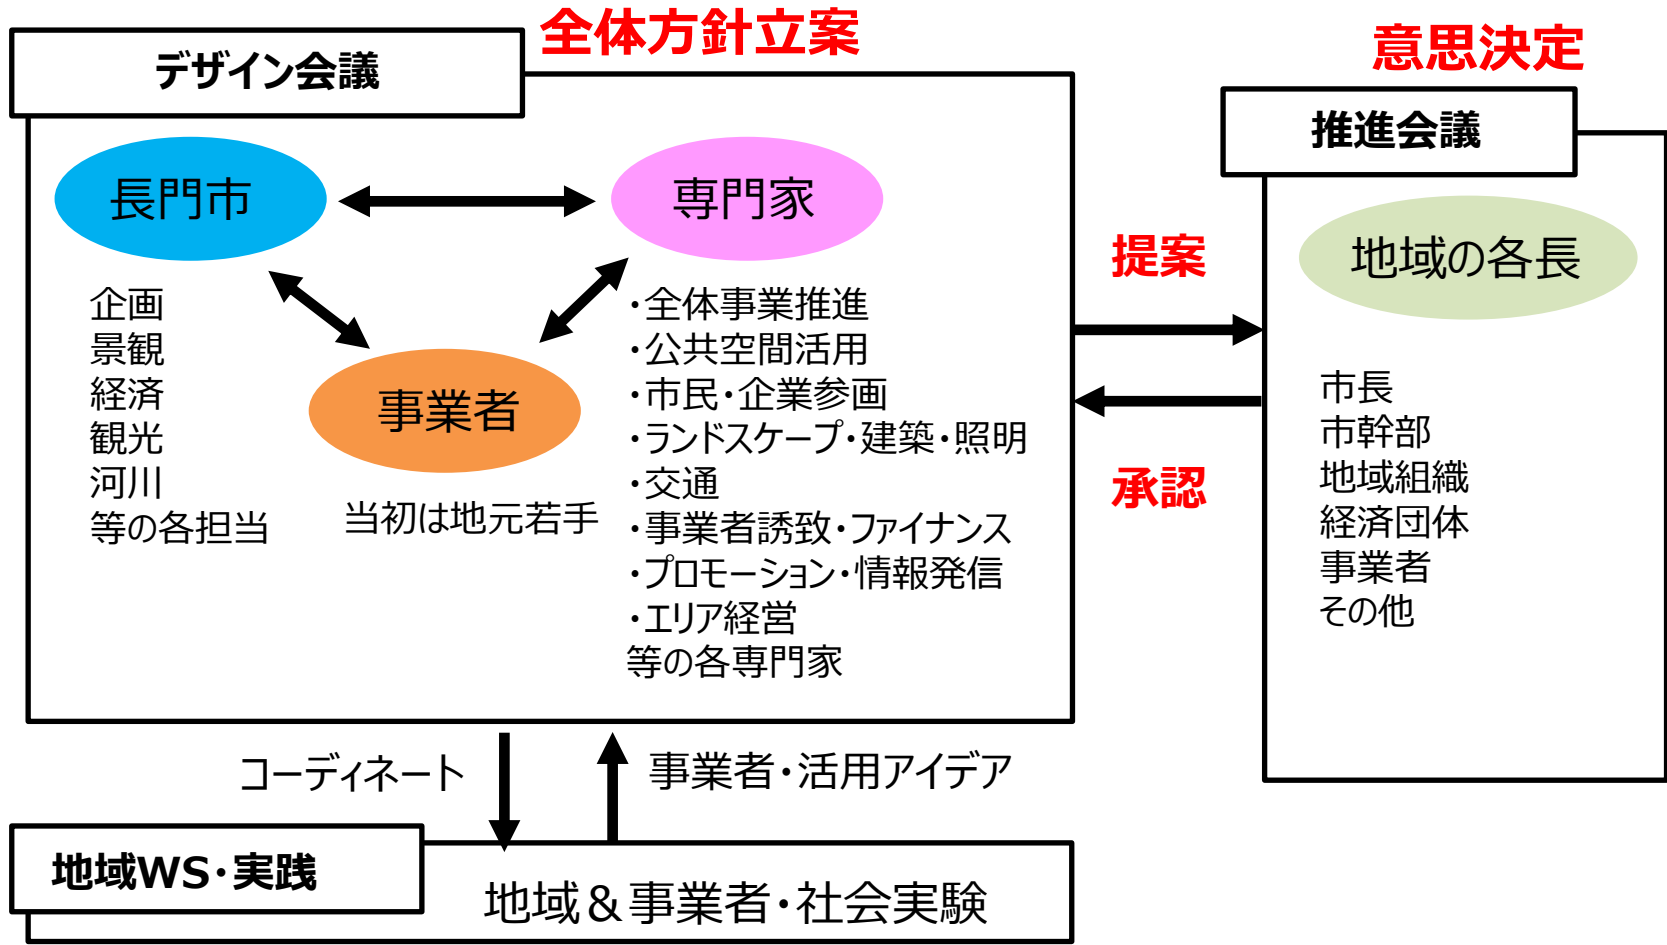 全体方針立案
デザイン会議
長門市
専門家
企画
景観
経済
観光
河川
等の各担当
事業者
当初は地元若手
・全体事業推進
・公共空間活用
・市民・企業参画
・ランドスケープ・建築・照明
・交通
・事業者誘致・ファイナンス
・プロモーション・情報発信
・エリア経営
等の各専門家
提案
承認
意思決定
推進会議
地域の各長
市長
市幹部
地域組織
経済団体
事業者
その他
コーディネート
事業者・活用アイデア
地域WS・実践
地域＆事業者・社会実験